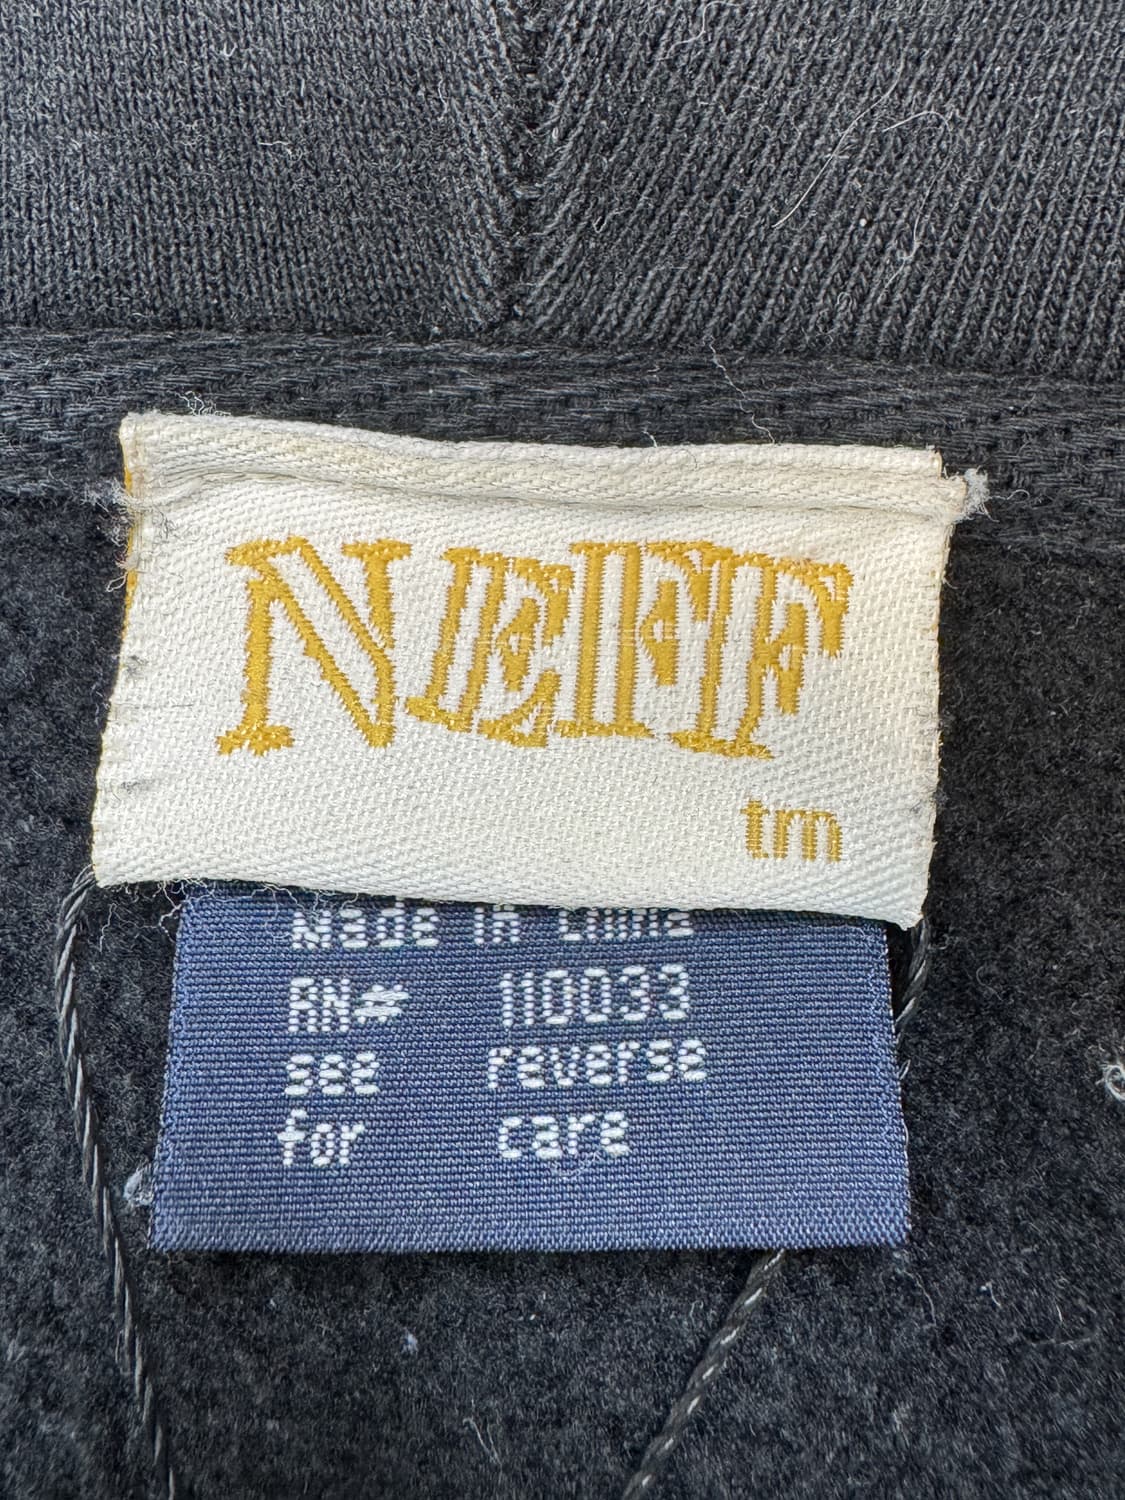 NEFF
tm
Made in China
RN# 110033
see reverse
for care